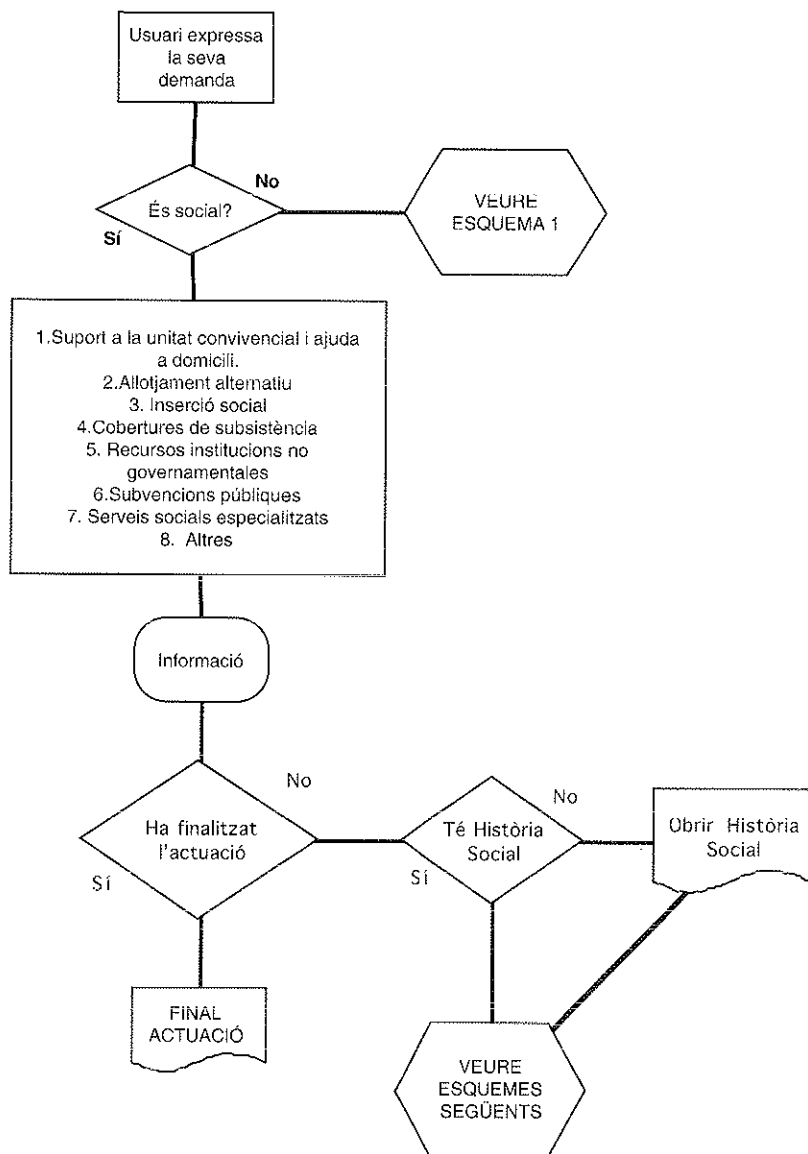 Usuari expressa
la seva
demanda
No
És social?
Sí
VEURE
ESQUEMA 1
1.Suport a la unitat convivencial i ajuda
a domicili.
2.Allotjament alternatiu
3. Inserció social
4.Cobertures de subsistència
5. Recursos institucions no
governamentales
6.Subvencions públiques
7. Serveis socials especialitzats
8. Altres
Informació
No
Ha finalitzat
l'actuació
Sí
No
Té Història
Social
Sí
Obrir Història
Social
FINAL
ACTUACIÓ
VEURE
ESQUEMES
SEGÜENTS